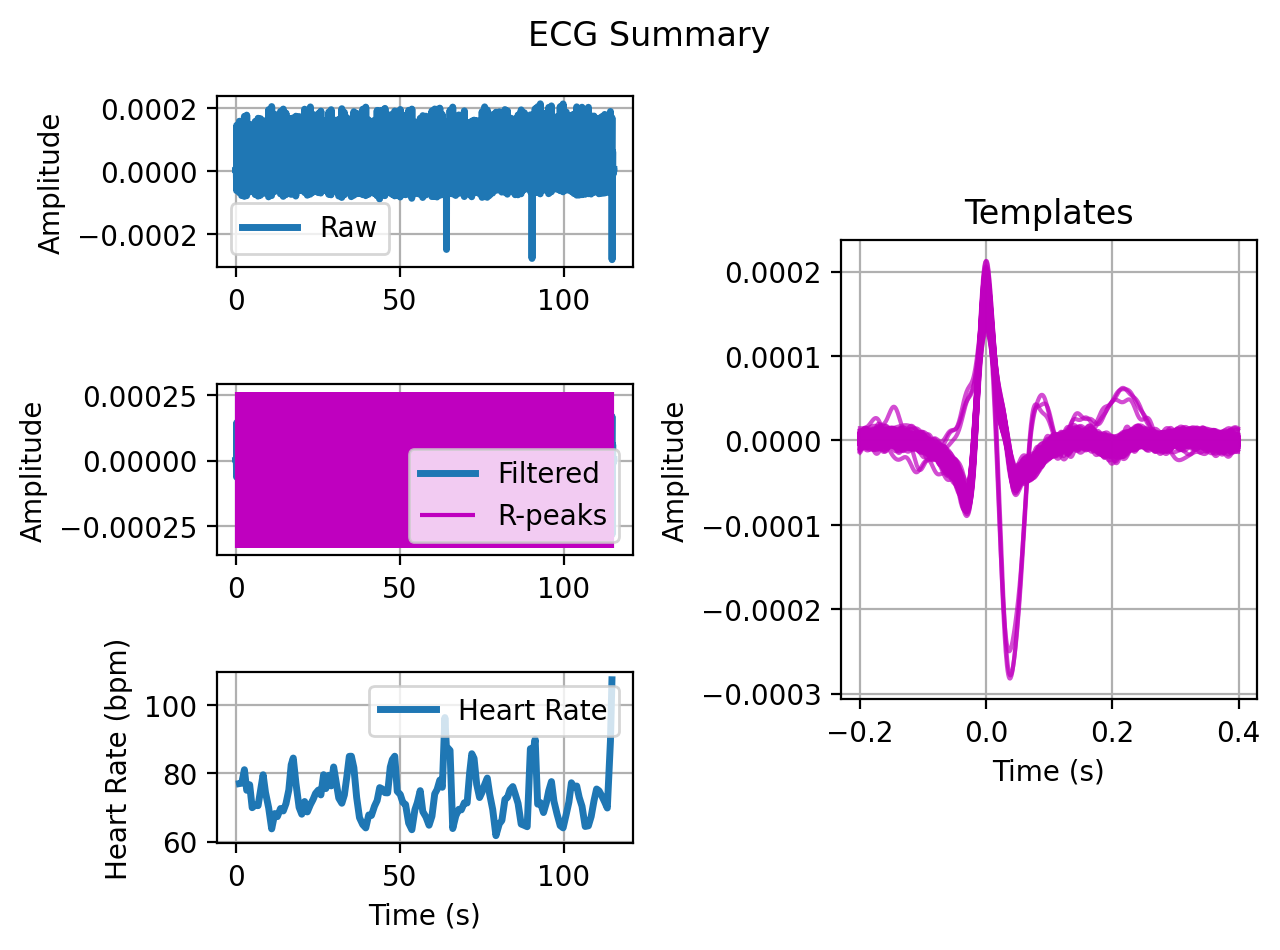 ECG Summary
Amplitude
0.0002
0.0000
−0.0002
Raw
0
50
100
Amplitude
0.00025
0.00000
−0.00025
Filtered
R-peaks
0
50
100
Heart Rate (bpm)
100
80
60
Heart Rate
0
50
100
Time (s)
Templates
Amplitude
0.0002
0.0001
0.0000
−0.0001
−0.0002
−0.0003
−0.2
0.0
0.2
0.4
Time (s)